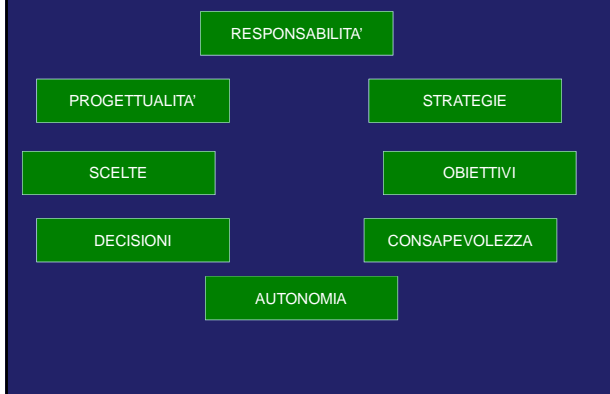 RESPONSABILITA'
PROGETTUALITA'
STRATEGIE
SCELTE
OBIETTIVI
DECISIONI
CONSAPEVOLEZZA
AUTONOMIA